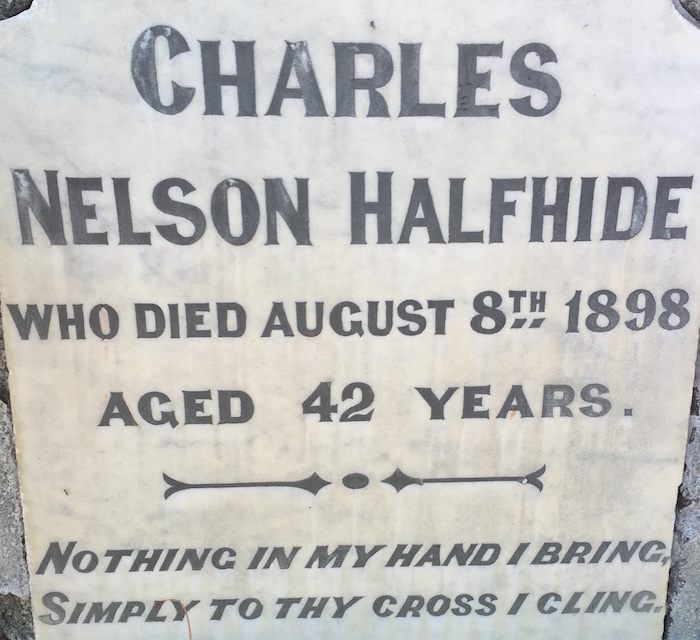 CHARLES
NELSON HALFHIDE
WHO DIED AUGUST 8TH 1898
AGED 42 YEARS.
NOTHING IN MY HAND I BRING,
SIMPLY TO THY CROSS I CLING.